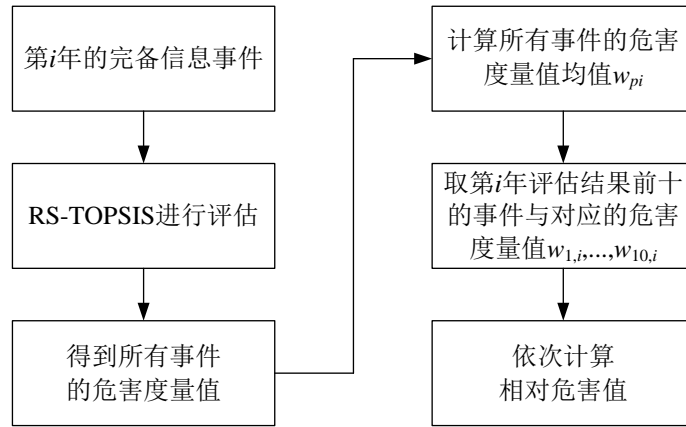 第i年的完备信息事件
RS-TOPSIS进行评估
得到所有事件
的危害度量值
计算所有事件的危害
度量值均值wpi
取第i年评估结果前十
的事件与对应的危害
度量值w1,i,...,w10,i
依次计算
相对危害值